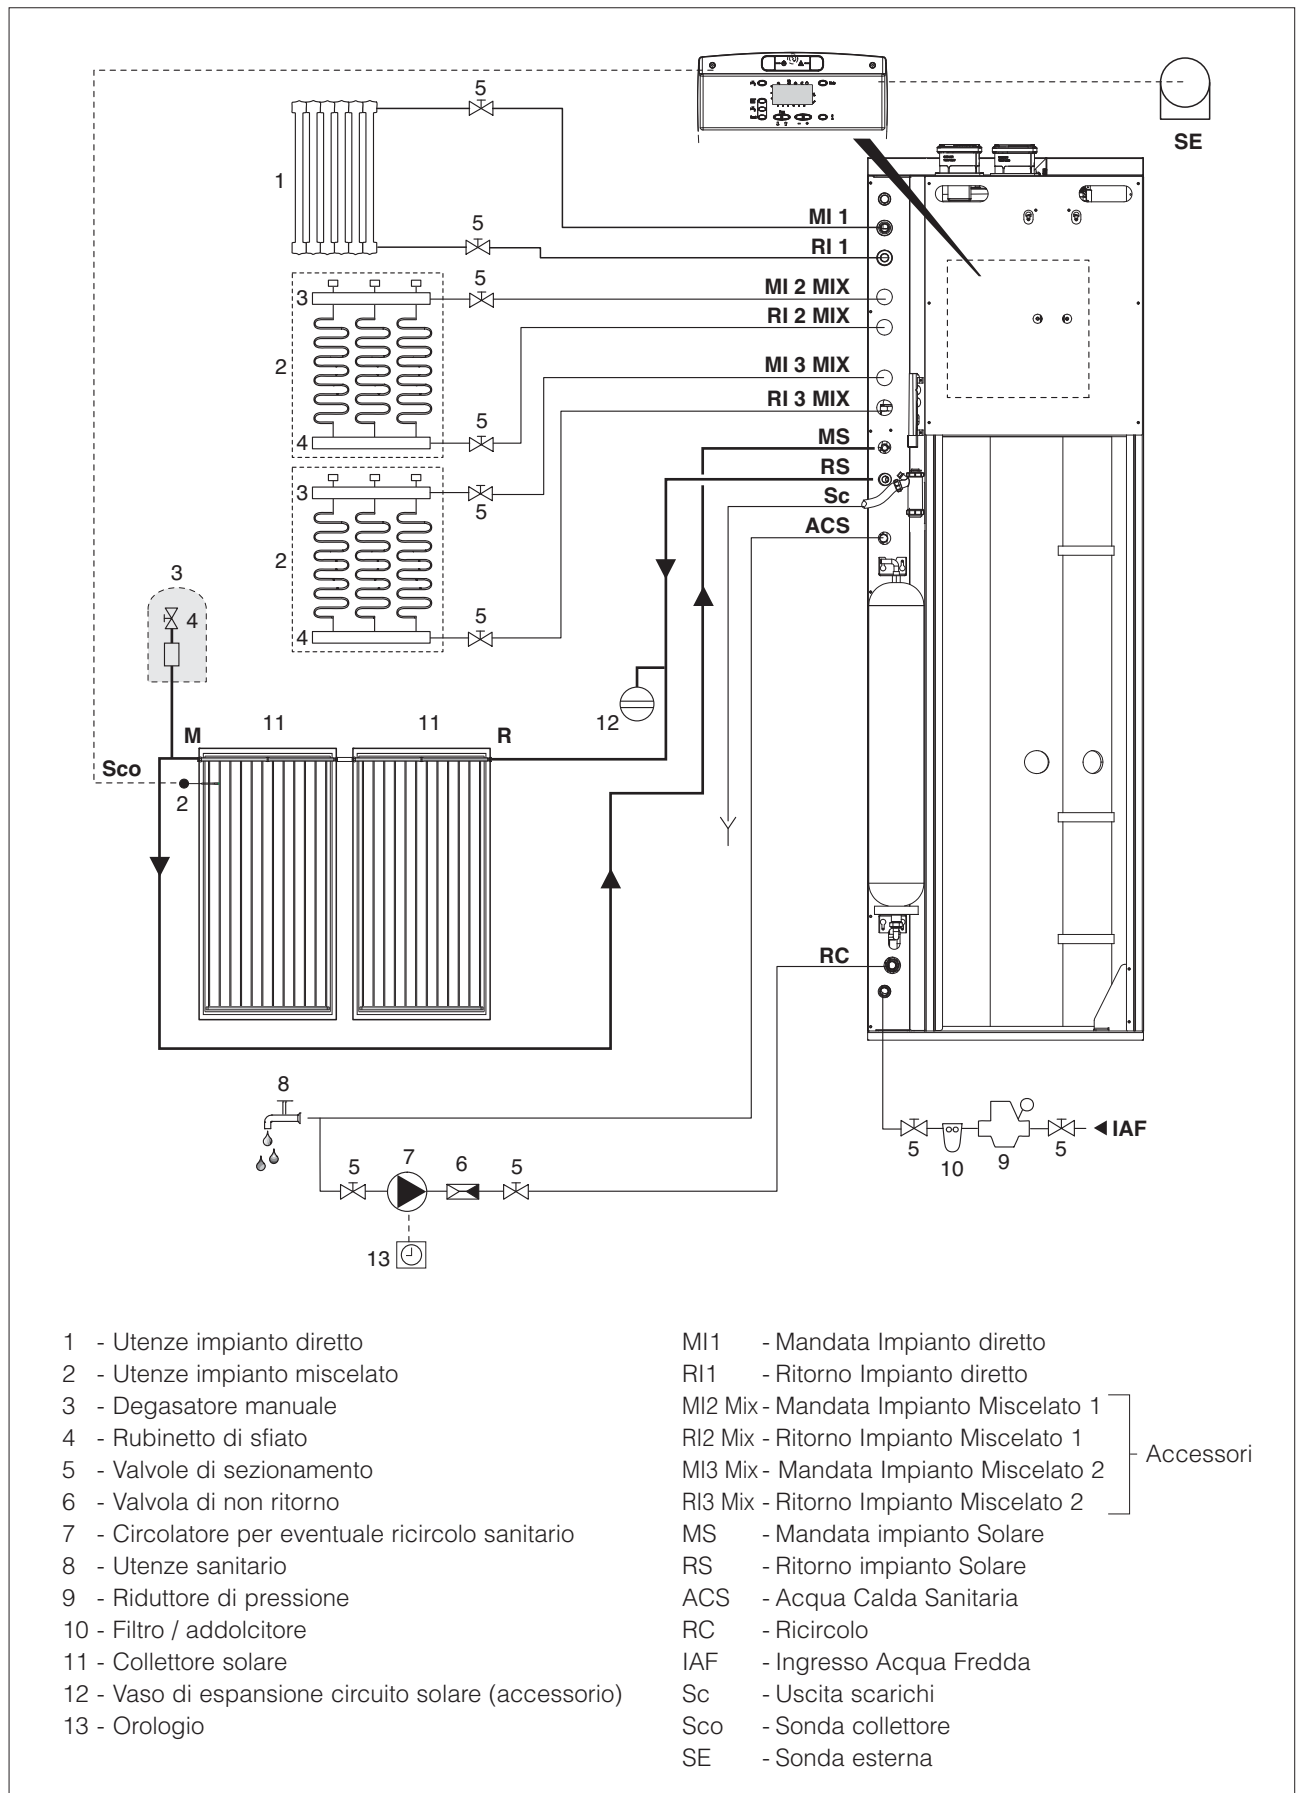 5
SE
1
MI 1
5
RI 1
5
3
MI 2 MIX
RI 2 MIX
2
MI 3 MIX
RI 3 MIX
5
4
MS
RS
3
5
Sc
ACS
2
3
5
4
4
12
11
11
M
R
Sco
2
RC
8
IAF
5
10
9
5
5
7
6
5
13
1 - Utenze impianto diretto
2 - Utenze impianto miscelato
3 - Degasatore manuale
4 - Rubinetto di sfiato
5 - Valvole di sezionamento
6 - Valvola di non ritorno
7 - Circolatore per eventuale ricircolo sanitario
8 - Utenze sanitario
9 - Riduttore di pressione
10 - Filtro / addolcitore
11 - Collettore solare
12 - Vaso di espansione circuito solare (accessorio)
13 - Orologio
MI1 - Mandata Impianto diretto
RI1 - Ritorno Impianto diretto
MI2 Mix - Mandata Impianto Miscelato 1
RI2 Mix - Ritorno Impianto Miscelato 1
MI3 Mix - Mandata Impianto Miscelato 2
RI3 Mix - Ritorno Impianto Miscelato 2
Accessori
MS - Mandata impianto Solare
RS - Ritorno impianto Solare
ACS - Acqua Calda Sanitaria
RC - Ricircolo
IAF - Ingresso Acqua Fredda
Sc - Uscita scarichi
Sco - Sonda collettore
SE - Sonda esterna